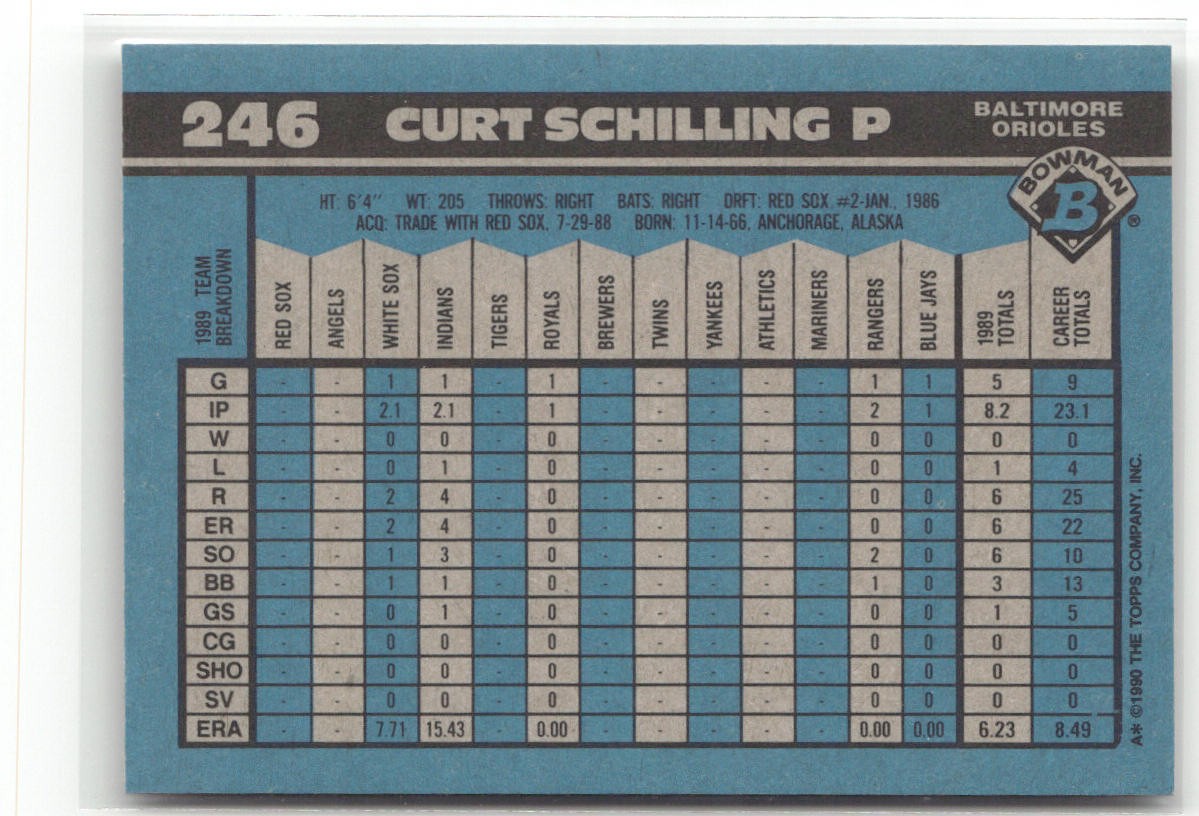 246 CURT SCHILLING P BALTIMORE
ORIOLES
BOWMAN
B
®
HT: 6'4" WT: 205 THROWS: RIGHT BATS: RIGHT DRFT: RED SOX #2-JAN., 1986
ACQ: TRADE WITH RED SOX, 7-29-88 BORN: 11-14-66, ANCHORAGE, ALASKA
1989 TEAM BREAKDOWN RED SOX ANGELS WHITE SOX INDIANS TIGERS ROYALS BREWERS TWINS YANKEES ATHLETICS MARINERS RANGERS BLUE JAYS 1989 TOTALS CAREER TOTALS
G - - 1 1 - 1 - - - - - 1 1 5 9
IP - - 2.1 2.1 - 1 - - - - - 2 1 8.2 23.1
W - - 0 0 - 0 - - - - - 0 0 0 0
L - - 0 1 - 0 - - - - - 0 0 1 4
R - - 2 4 - 0 - - - - - 0 0 6 25
ER - - 2 4 - 0 - - - - - 0 0 6 22
SO - - 1 3 - 0 - - - - - 2 0 6 10
BB - - 1 1 - 0 - - - - - 1 0 3 13
GS - - 0 1 - 0 - - - - - 0 0 1 5
CG - - 0 0 - 0 - - - - - 0 0 0 0
SHO - - 0 0 - 0 - - - - - 0 0 0 0
SV - - 0 0 - 0 - - - - - 0 0 0 0
ERA - - 7.71 15.43 - 0.00 - - - - - 0.00 0.00 6.23 8.49
A* ©1990 THE TOPPS COMPANY, INC.